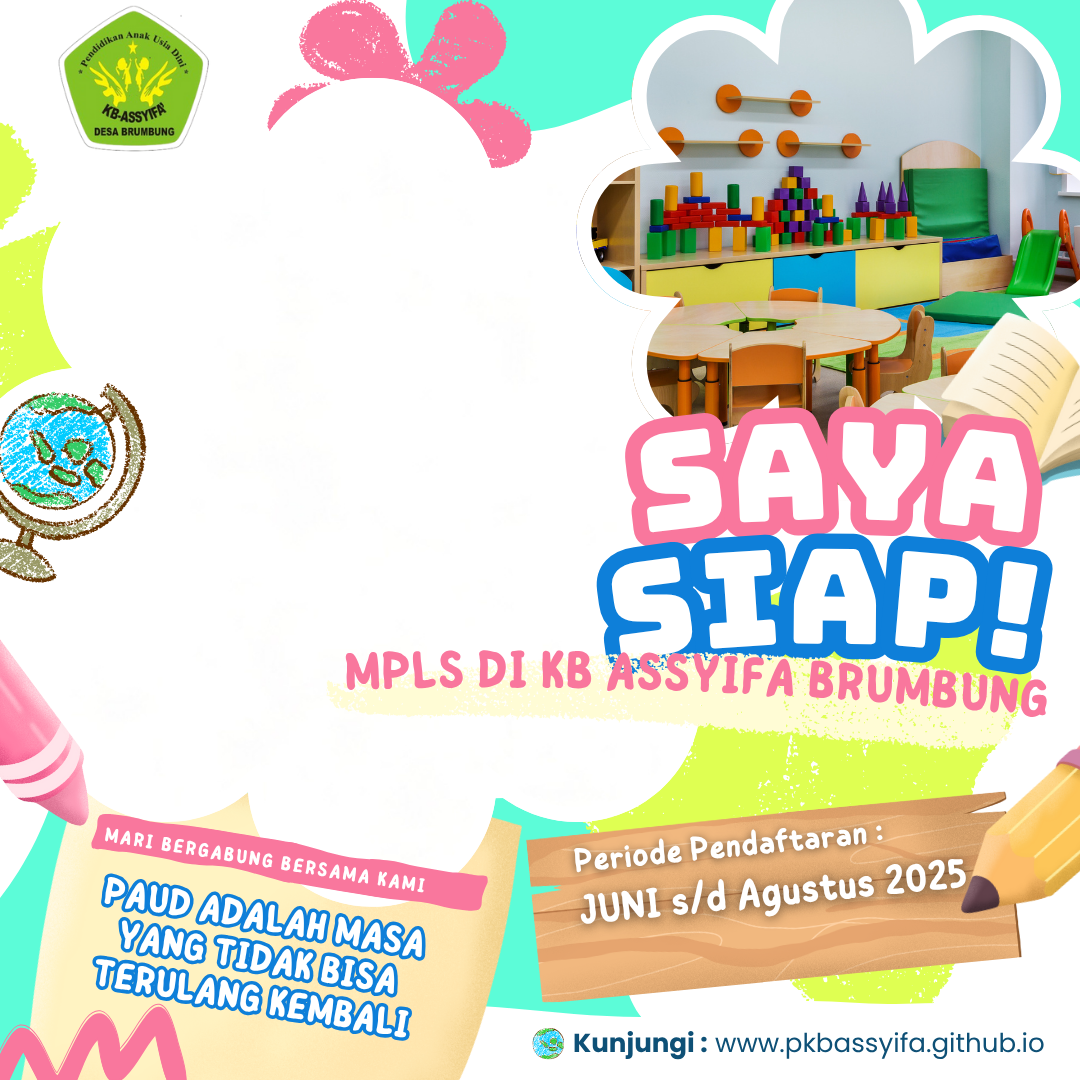 * Pendidikan Anak Usia Dini *
KB-ASSYIFA'
DESA BRUMBUNG
SAYA
SIAP!
MPLS DI KB ASSYIFA BRUMBUNG
MARI BERGABUNG BERSAMA KAMI
PAUD ADALAH MASA
YANG TIDAK BISA
TERULANG KEMBALI
Periode Pendaftaran :
JUNI s/d Agustus 2025
Kunjungi : www.pkbassyifa.github.io